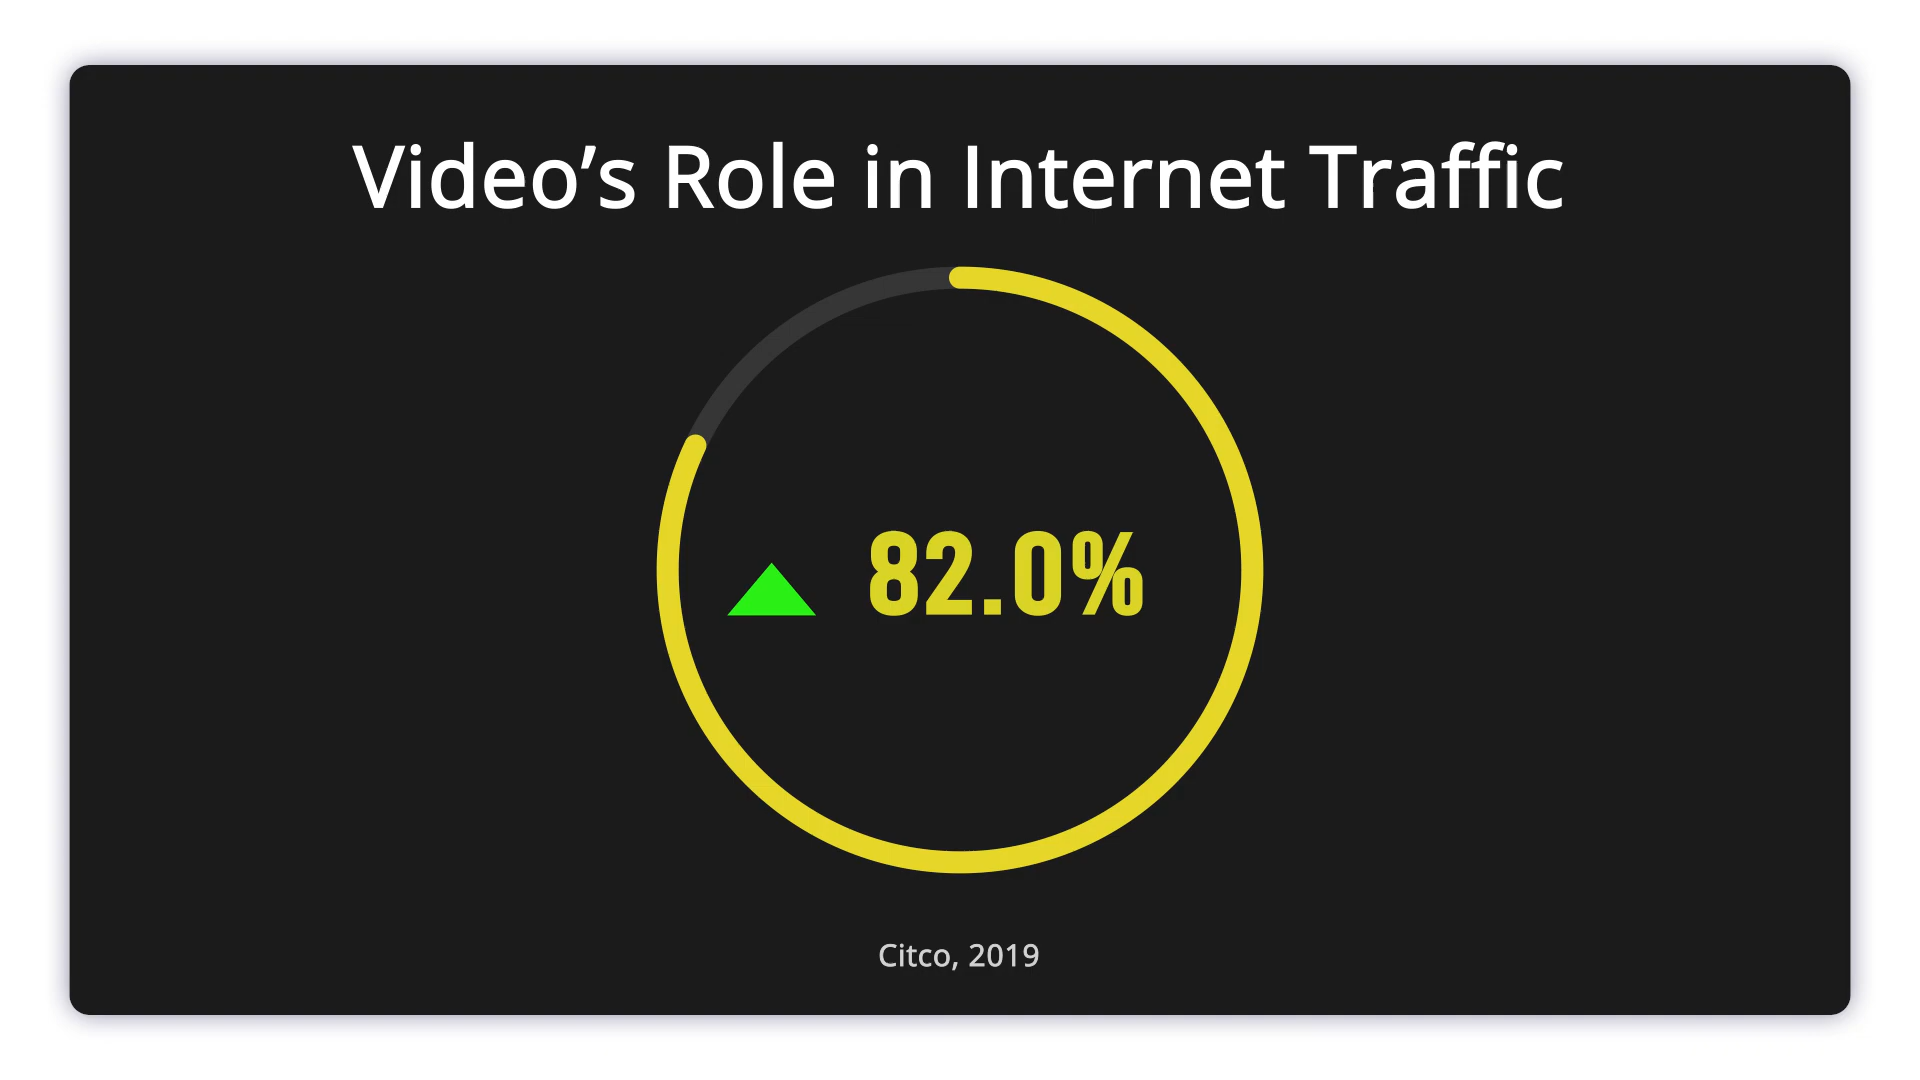 Video’s Role in Internet Traffic
82.0%
Citco, 2019